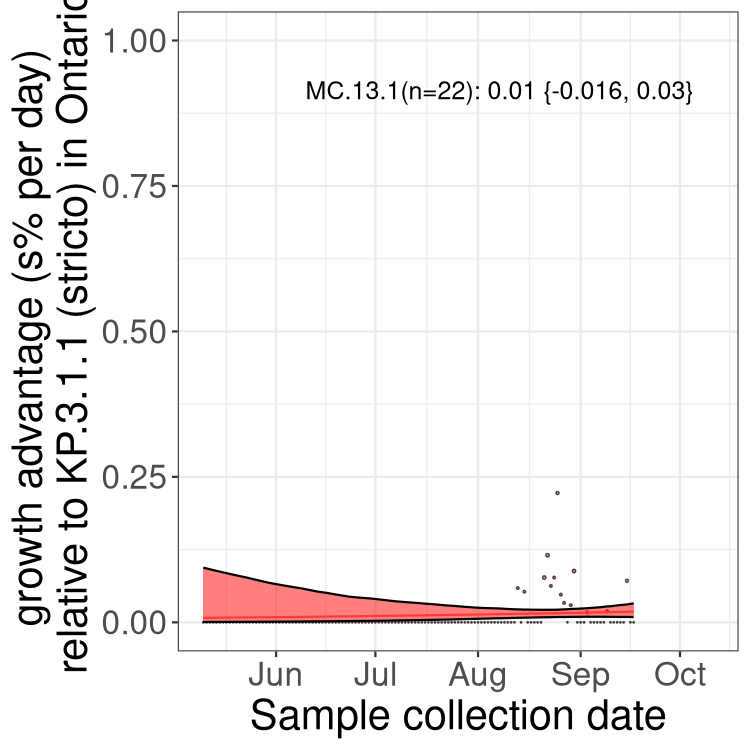 growth advantage (s% per day)
relative to KP.3.1.1 (stricto) in Ontario
1.00
MC.13.1(n=22): 0.01 {-0.016, 0.03}
0.75
0.50
0.25
0.00
Jun Jul Aug Sep Oct
Sample collection date